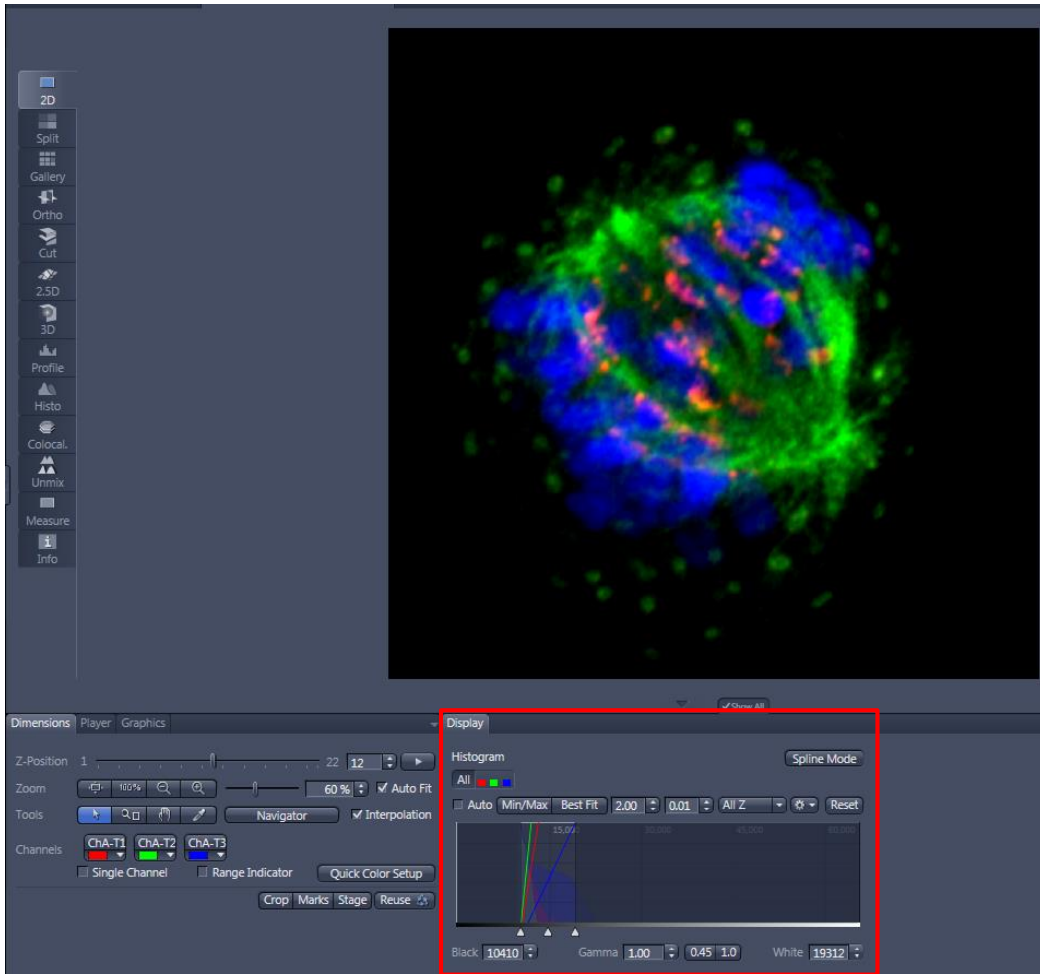 2D
Split
Gallery
Ortho
Cut
2.5D
3D
Profile
Histo
Colocal.
Unmix
Measure
Info
Show All
Dimensions Player Graphics
Z-Position 1 22 12
Zoom 100% 60 % Auto Fit
Tools Navigator Interpolation
Channels ChA-T1 ChA-T2 ChA-T3
Single Channel Range Indicator Quick Color Setup
Crop Marks Stage Reuse
Display
Histogram Spline Mode
All
Auto Min/Max Best Fit 2.00 0.01 All Z Reset
15,000 30,000 45,000 60,000
Black 10410 Gamma 1.00 0.45 1.0 White 19312